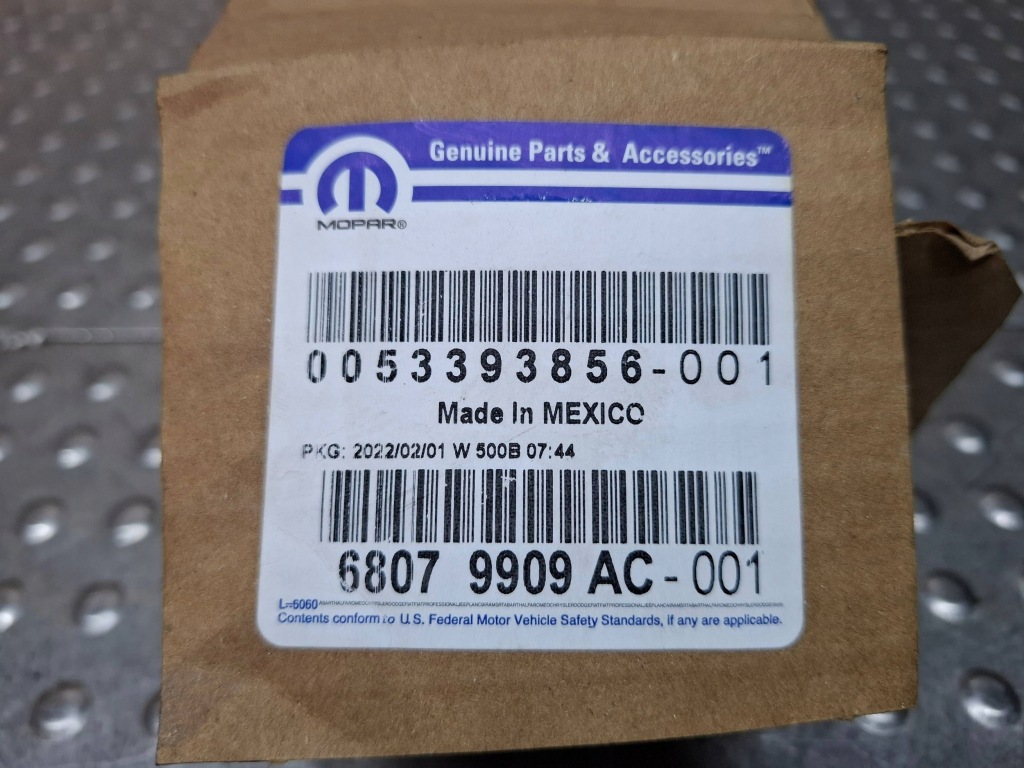 Genuine Parts & Accessories™
MOPAR®
0053393856-001
Made In MEXICO
PKG: 2022/02/01 W 500B 07:44
6807 9909 AC-001
L-5060
Contents conform to U.S. Federal Motor Vehicle Safety Standards, if any are applicable.